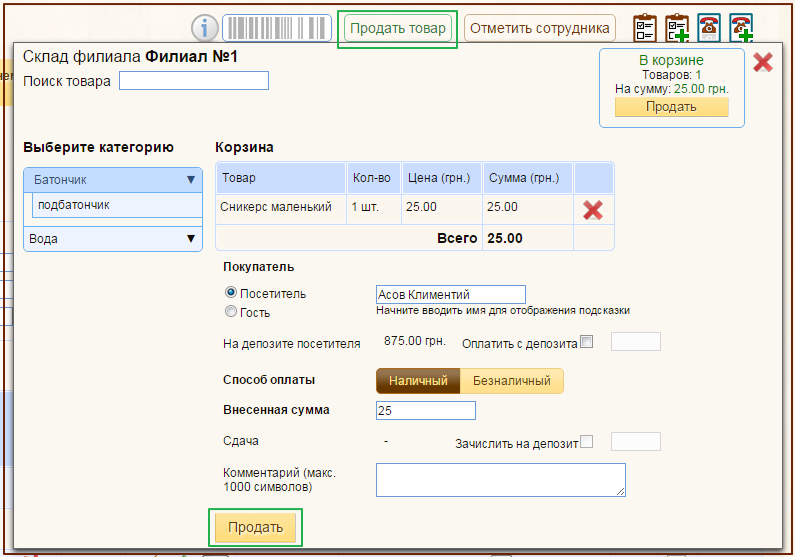 Продать товар
Отметить сотрудника
Склад филиала Филиал №1
Поиск товара
В корзине
Товаров: 1
На сумму: 25.00 грн.
Продать
Выберите категорию
Батончик ▼
подбатончик
Вода ▼
Корзина
Товар Кол-во Цена (грн.) Сумма (грн.)
Сникерс маленький 1 шт. 25.00 25.00
Всего 25.00
Покупатель
Посетитель Асов Климентий
Гость Начните вводить имя для отображения подсказки
На депозите посетителя 875.00 грн. Оплатить с депозита
Способ оплаты Наличный Безналичный
Внесенная сумма 25
Сдача - Зачислить на депозит
Комментарий (макс.
1000 символов)
Продать